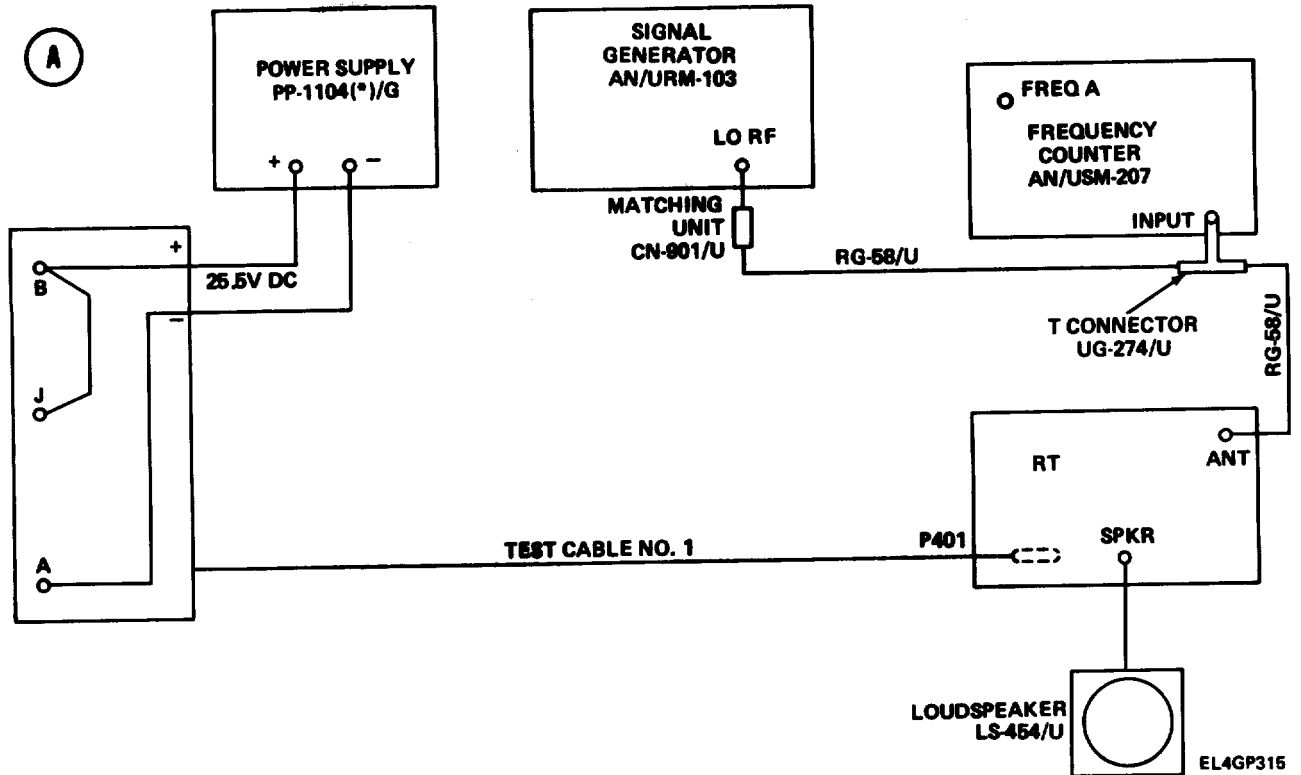 A
POWER SUPPLY
PP-1104(*)/G
+
−
SIGNAL
GENERATOR
AN/URM-103
LO RF
MATCHING
UNIT
CN-901/U
RG-58/U
FREQ A
FREQUENCY
COUNTER
AN/USM-207
INPUT
T CONNECTOR
UG-274/U
RG-58/U
+
B
25.5V DC
−
J
A
TEST CABLE NO. 1
P401
RT
ANT
SPKR
LOUDSPEAKER
LS-454/U
EL4GP315